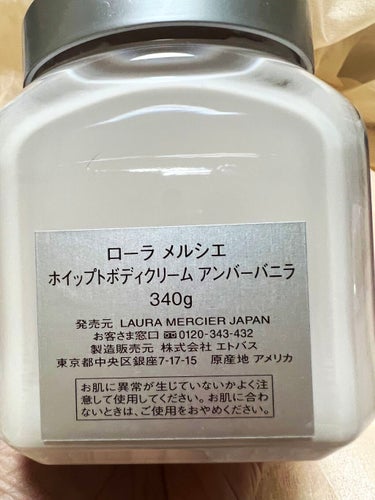 ローラ メルシエ
ホイップトボディクリーム アンバーバニラ
340g
発売元 LAURA MERCIER JAPAN
お客さま窓口 0120-343-432
製造販売元 株式会社 エトバス
東京都中央区銀座7-17-15 原産地 アメリカ
お肌に異常が生じていないかよく注
意して使用してください。お肌に合わ
ないときは、ご使用をおやめください。